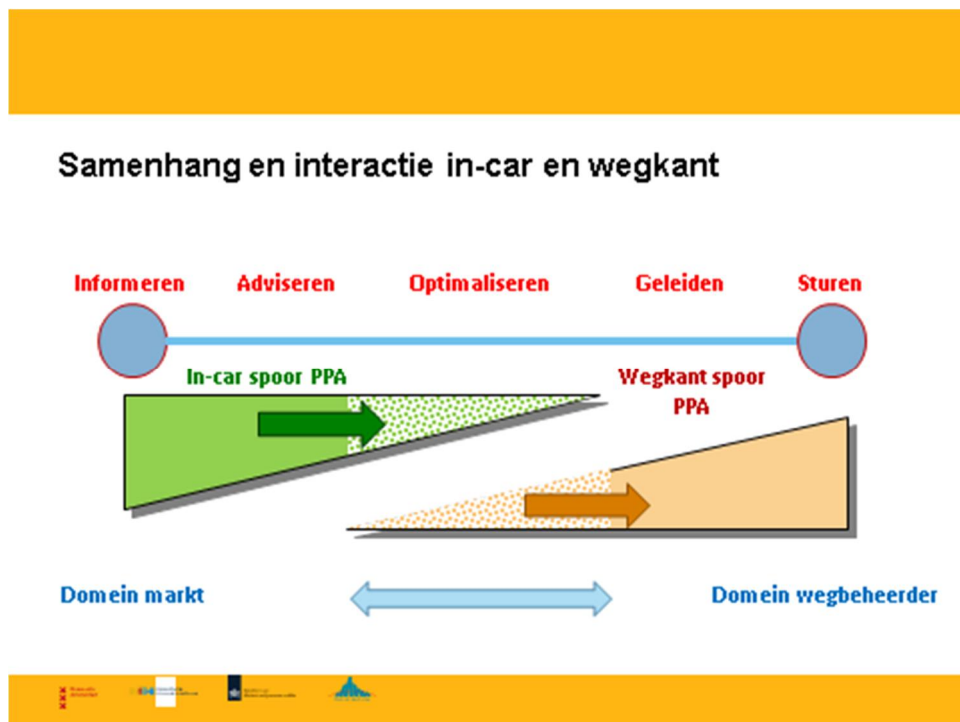 Samenhang en interactie in-car en wegkant
Informeren Adviseren Optimaliseren Geleiden Sturen
In-car spoor PPA
Wegkant spoor
PPA
Domein markt
Domein wegbeheerder